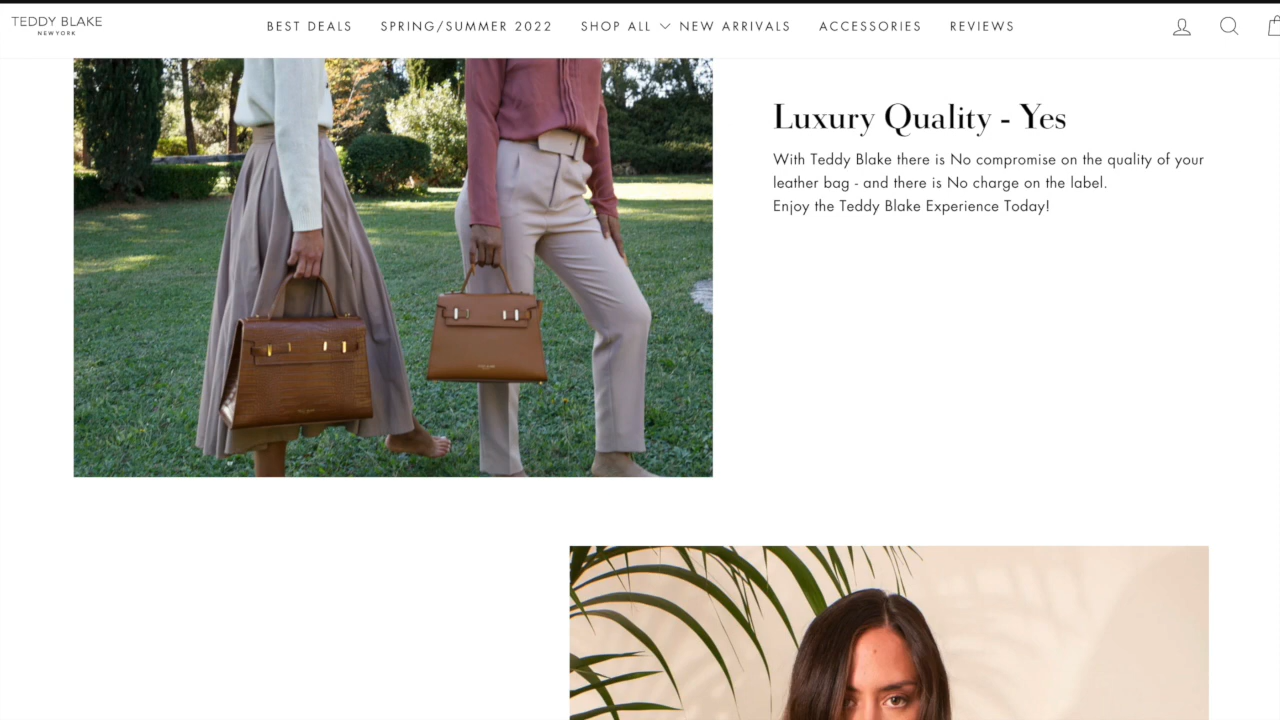 TEDDY BLAKE
NEW YORK
BEST DEALS
SPRING/SUMMER 2022
SHOP ALL
NEW ARRIVALS
ACCESSORIES
REVIEWS
Luxury Quality - Yes
With Teddy Blake there is No compromise on the quality of your
leather bag - and there is No charge on the label.
Enjoy the Teddy Blake Experience Today!